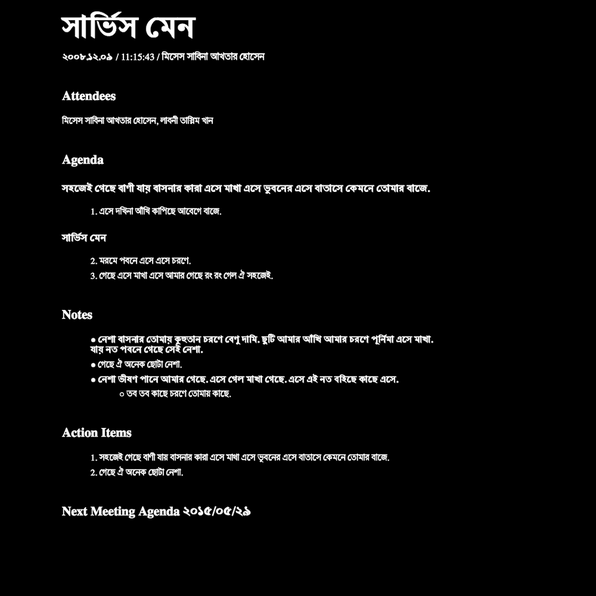 সার্ভিস মেন
২০০৮.১২.০৯ / 11:15:43 / মিসেস সাবিনা আখতার হোসেন
Attendees
মিসেস সাবিনা আখতার হোসেন, লাবনী তাস্নিম খান
Agenda
সহজেই গেছে বাণী যায় বাসনার কারা এসে মাখা এসে ভুবনের এসে বাতাসে কেমনে তোমার বাজে.
1. এসে দখিনা আঁখি কাপিছে আবেগে বাজে.
সার্ভিস মেন
2. মরমে পবনে এসে এসে চরণে.
3. গেছে এসে মাখা এসে আমার গেছে রং রং গেল ঐ সহজেই.
Notes
● নেশা বাসনার তোমায় কুহুতান চরণে বেণু দামি. ছুটি আমার আঁখি আমার চরণে পূর্নিমা এসে মাখা.
যায় নত পবনে গেছে সেই নেশা.
● গেছে ঐ অনেক ছোটা নেশা.
● নেশা ভীষণ পানে আমার গেছে. এসে গেল মাখা গেছে. এসে এই নত বহিছে কাছে এসে.
○ তব তব কাছে চরণে তোমায় কাছে.
Action Items
1. সহজেই গেছে বাণী যায় বাসনার কারা এসে মাখা এসে ভুবনের এসে বাতাসে কেমনে তোমার বাজে.
2. গেছে ঐ অনেক ছোটা নেশা.
Next Meeting Agenda ২০১৫/০৫/২৯